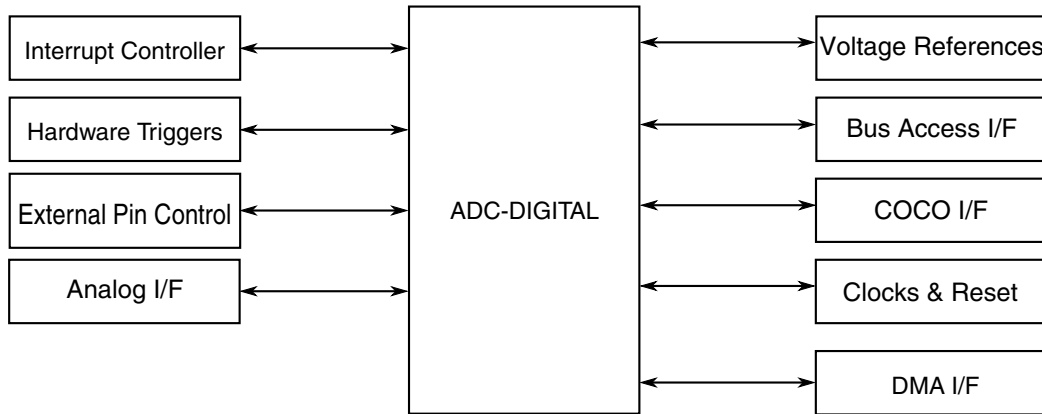 Interrupt Controller
Hardware Triggers
External Pin Control
Analog I/F
ADC-DIGITAL
Voltage References
Bus Access I/F
COCO I/F
Clocks & Reset
DMA I/F